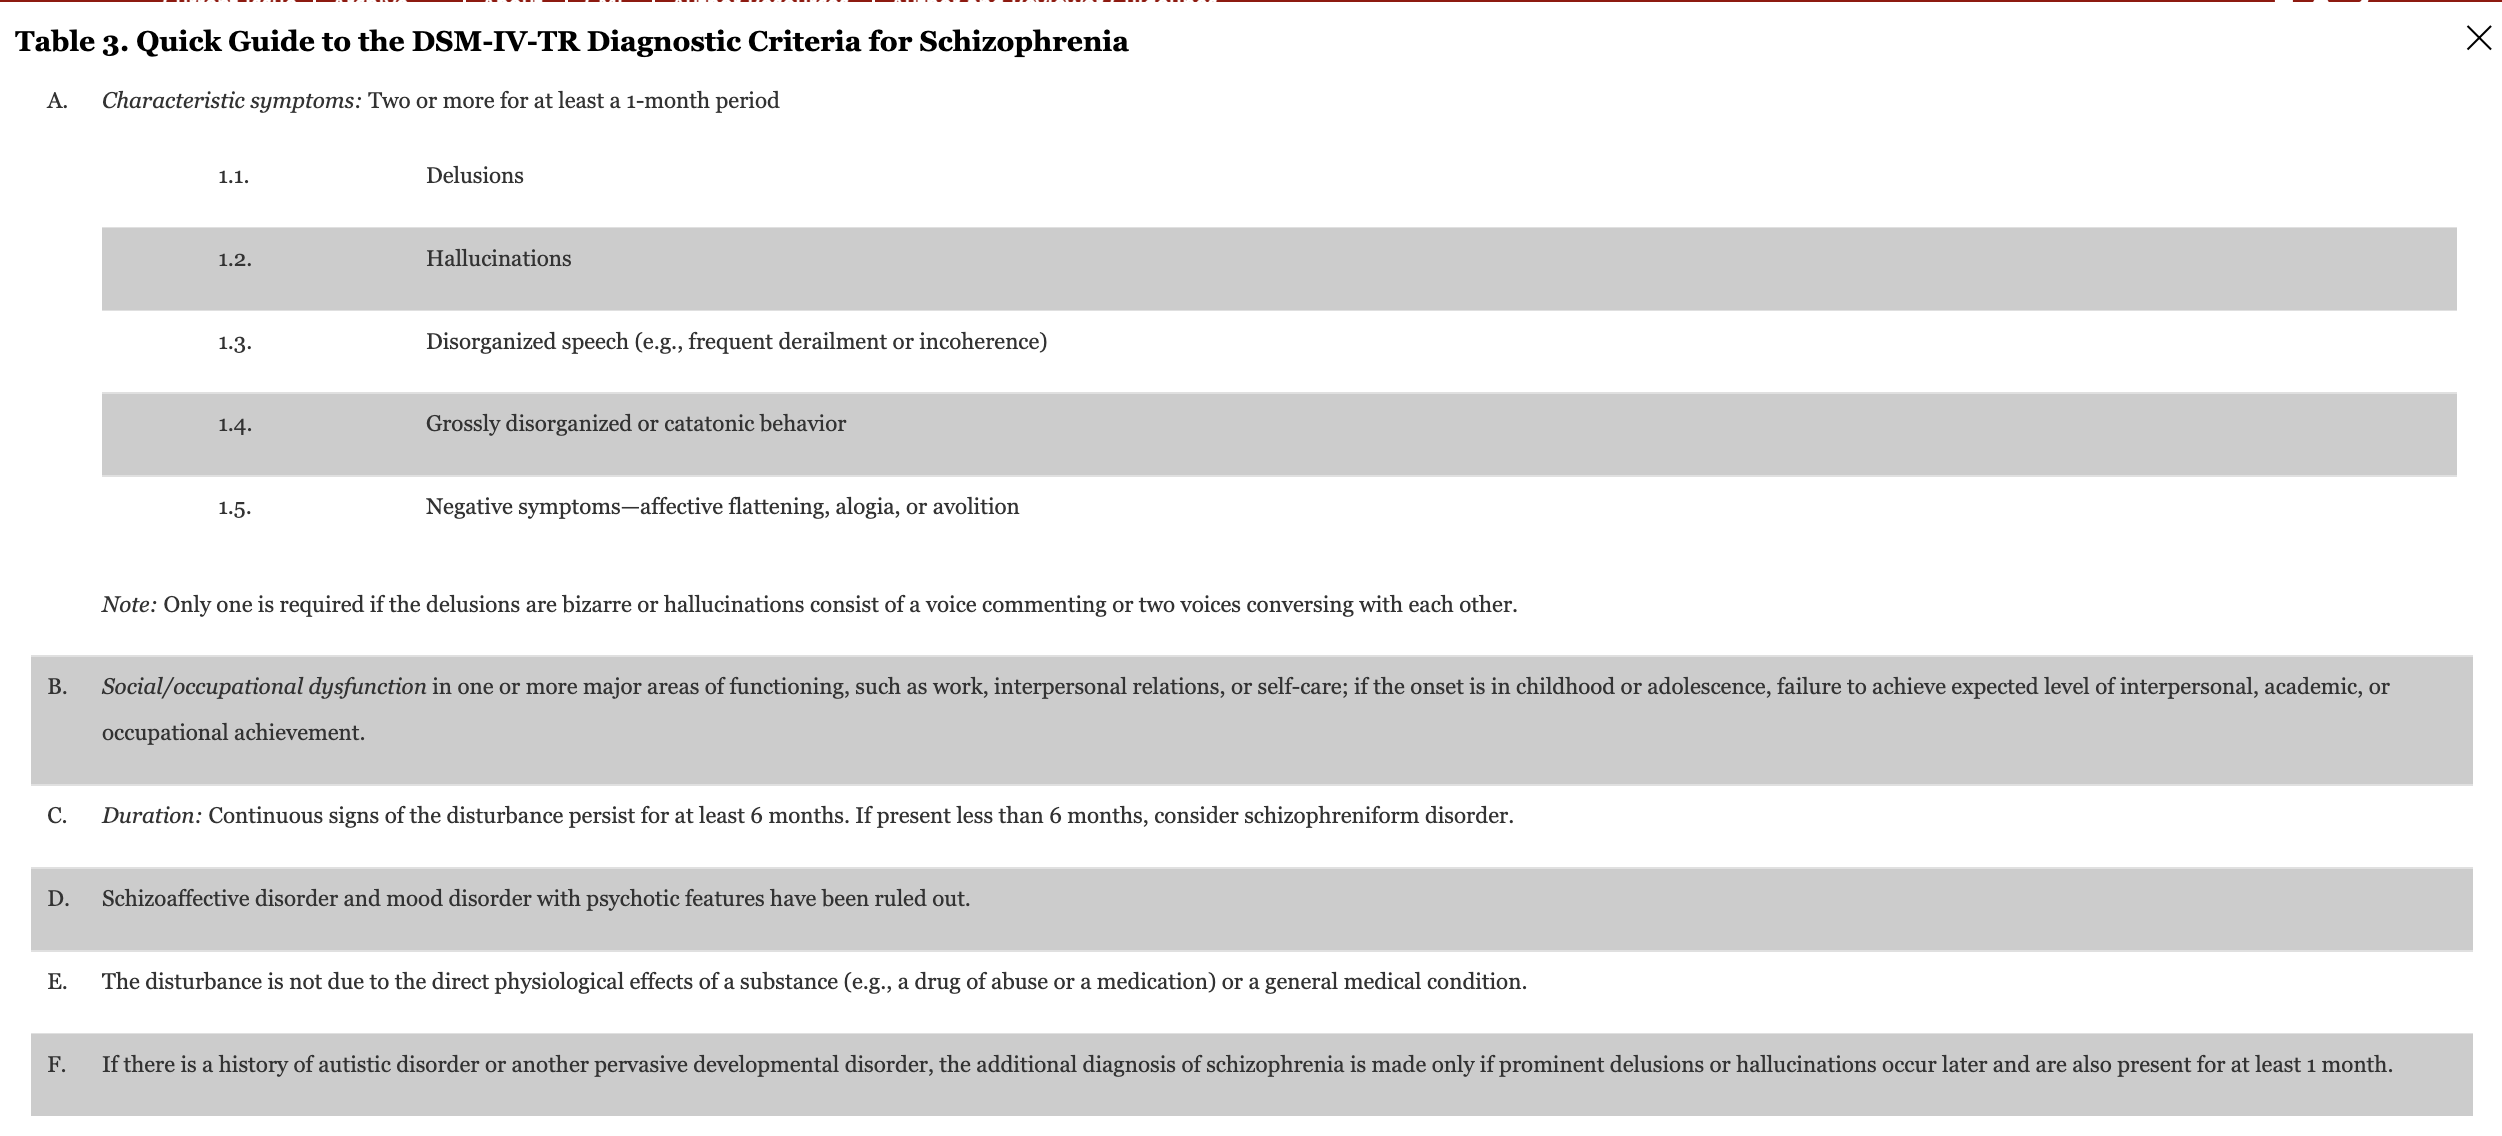 Table 3. Quick Guide to the DSM-IV-TR Diagnostic Criteria for Schizophrenia
A. Characteristic symptoms: Two or more for at least a 1-month period
1.1. Delusions
1.2. Hallucinations
1.3. Disorganized speech (e.g., frequent derailment or incoherence)
1.4. Grossly disorganized or catatonic behavior
1.5. Negative symptoms—affective flattening, alogia, or avolition
Note: Only one is required if the delusions are bizarre or hallucinations consist of a voice commenting or two voices conversing with each other.
B. Social/occupational dysfunction in one or more major areas of functioning, such as work, interpersonal relations, or self-care; if the onset is in childhood or adolescence, failure to achieve expected level of interpersonal, academic, or
occupational achievement.
C. Duration: Continuous signs of the disturbance persist for at least 6 months. If present less than 6 months, consider schizophreniform disorder.
D. Schizoaffective disorder and mood disorder with psychotic features have been ruled out.
E. The disturbance is not due to the direct physiological effects of a substance (e.g., a drug of abuse or a medication) or a general medical condition.
F. If there is a history of autistic disorder or another pervasive developmental disorder, the additional diagnosis of schizophrenia is made only if prominent delusions or hallucinations occur later and are also present for at least 1 month.